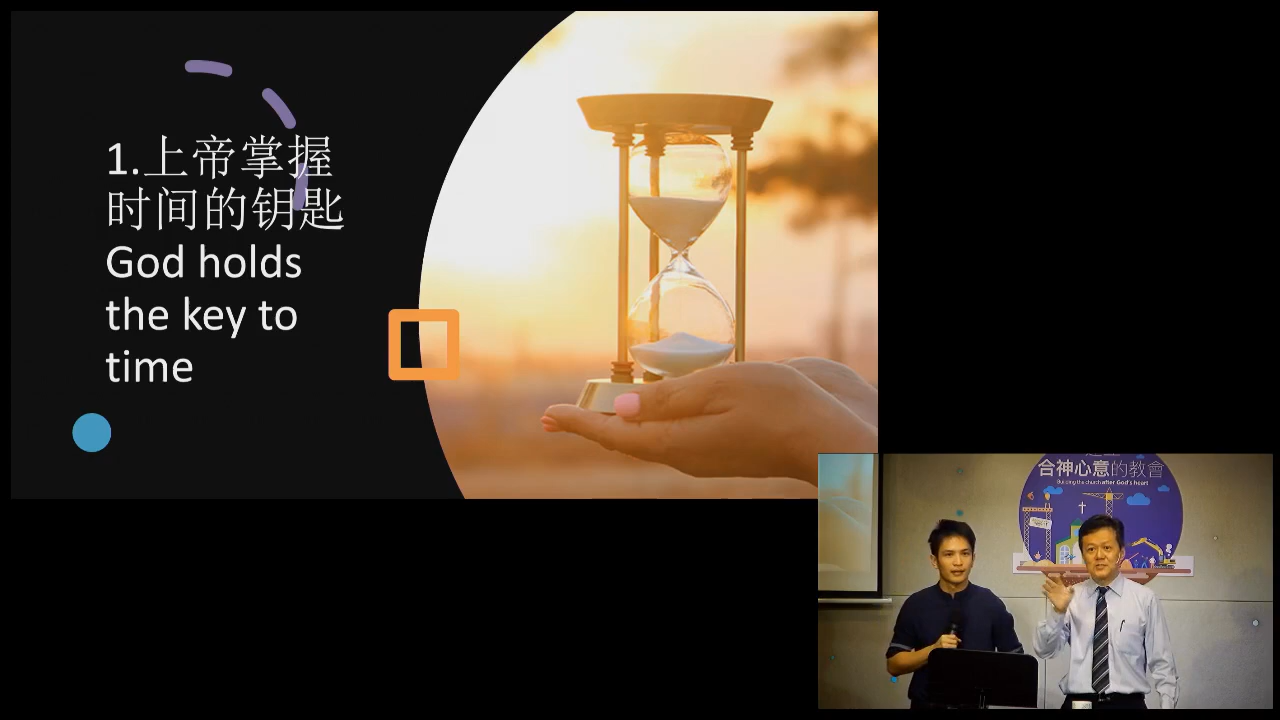 1.上帝掌握
时间的钥匙
God holds
the key to
time
合神心意的教會
Building the church after God's heart